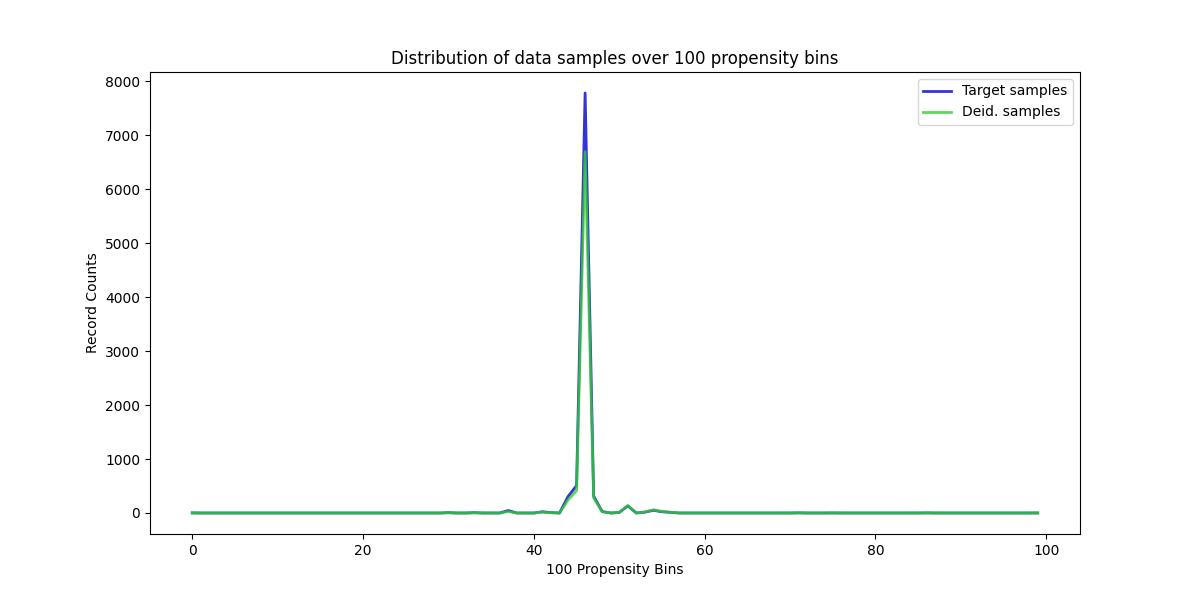 Distribution of data samples over 100 propensity bins
Target samples
Deid. samples
8000
7000
6000
5000
4000
3000
2000
1000
0
Record Counts
0 20 40 60 80 100
100 Propensity Bins